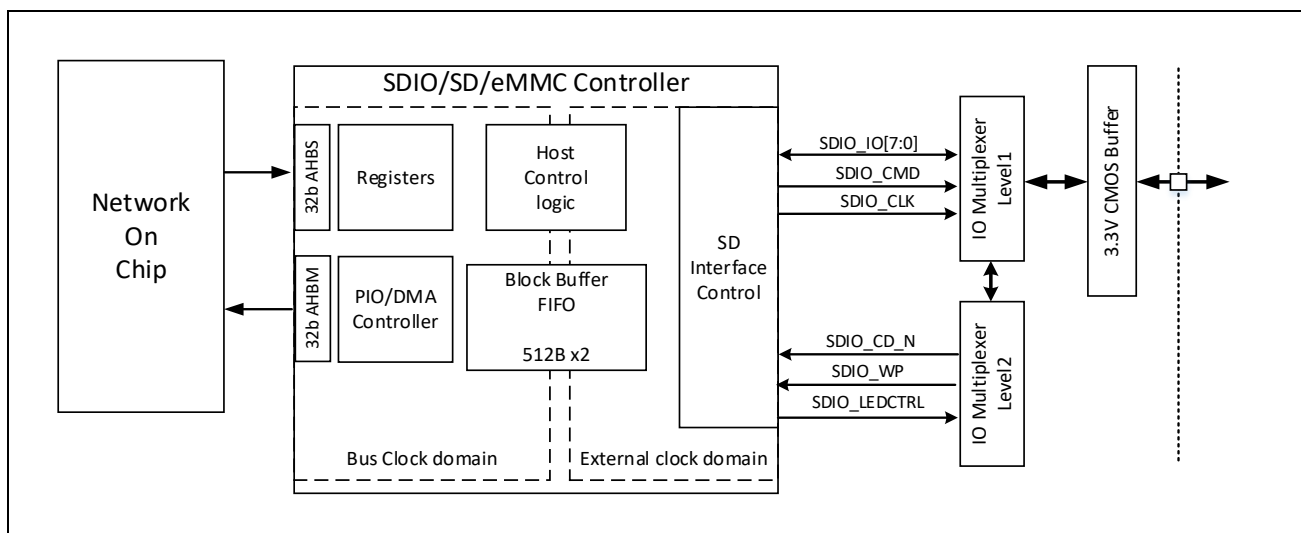 SDIO/SD/eMMC Controller
Network
On
Chip
32b AHBS
Registers
Host
Control
logic
32b AHBM
PIO/DMA
Controller
Block Buffer
FIFO
512B x2
SD
Interface
Control
Bus Clock domain
External clock domain
SDIO_IO[7:0]
SDIO_CMD
SDIO_CLK
SDIO_CD_N
SDIO_WP
SDIO_LEDCTRL
IO Multiplexer
Level1
IO Multiplexer
Level2
3.3V CMOS Buffer